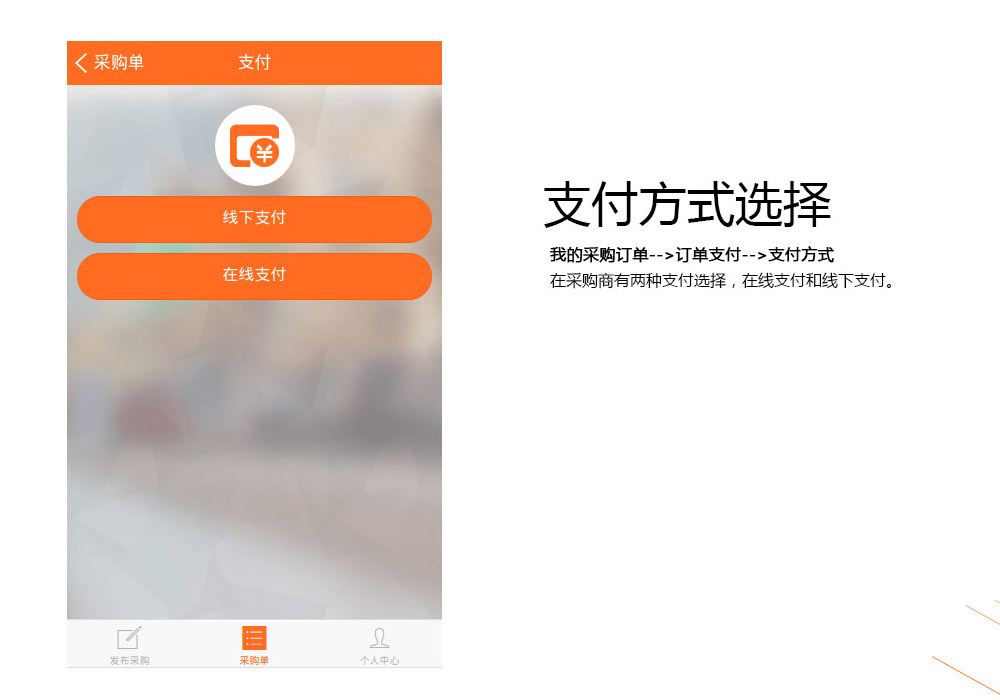 采购单
支付
线下支付
在线支付
发布采购
采购单
个人中心
支付方式选择
我的采购订单-->订单支付-->支付方式
在采购商有两种支付选择，在线支付和线下支付。